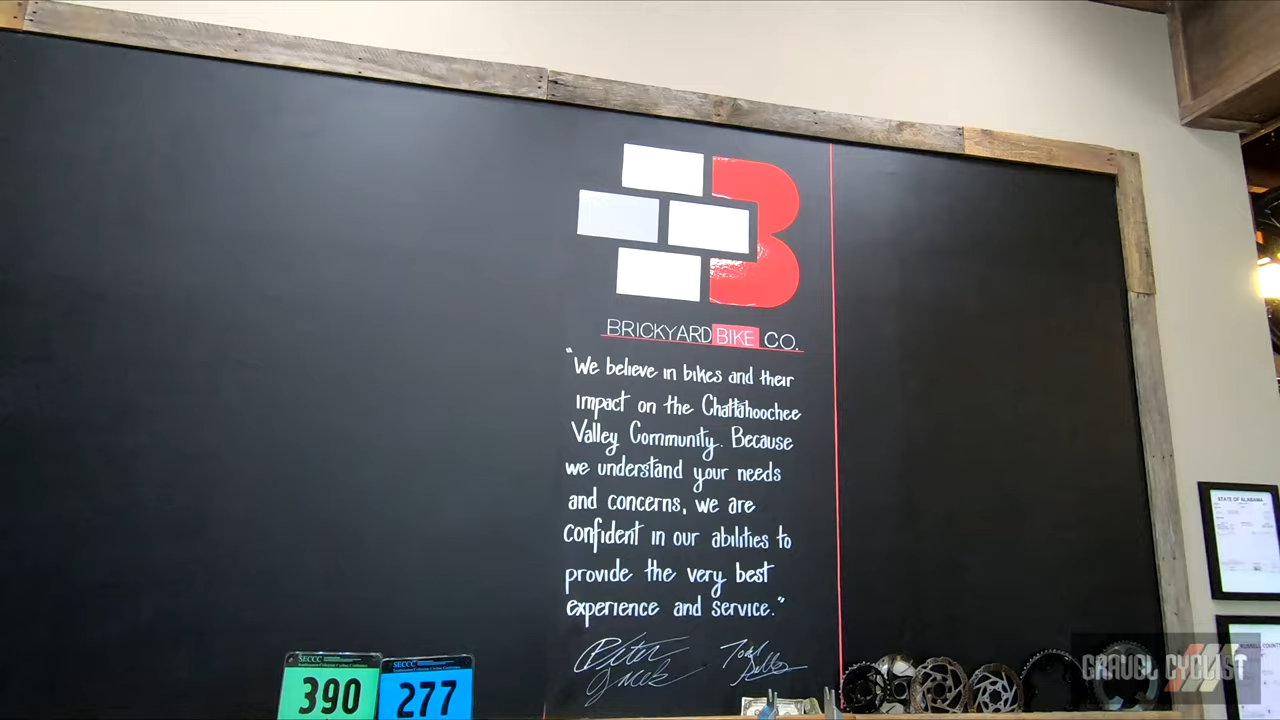 BRICKYARD BIKE CO.
"We believe in bikes and their
impact on the Chattahoochee
Valley Community. Because
we understand your needs
and concerns, we are
confident in our abilities to
provide the very best
experience and service."
SECCC
390
SECCC
277
STATE OF ALABAMA
RUSSELL COUNTY
GRAVEL CYCLIST